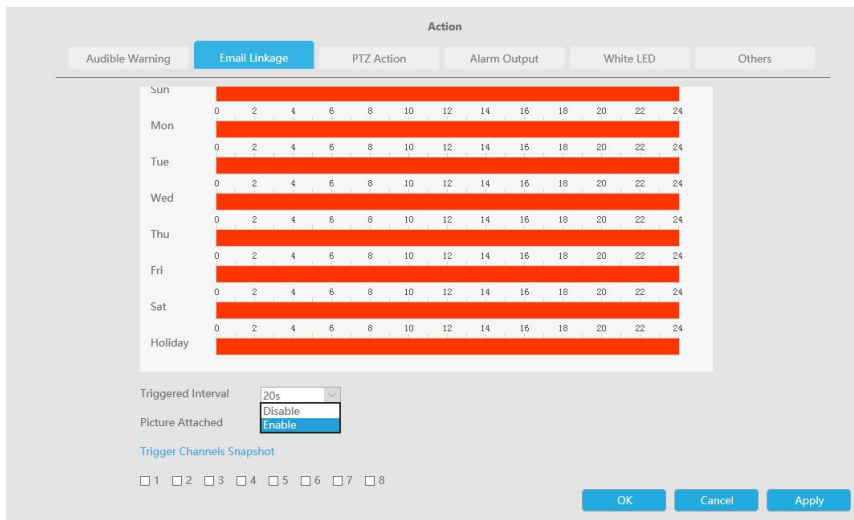 Action
Audible Warning Email Linkage PTZ Action Alarm Output White LED Others
Sun
0 2 4 6 8 10 12 14 16 18 20 22 24
Mon
0 2 4 6 8 10 12 14 16 18 20 22 24
Tue
0 2 4 6 8 10 12 14 16 18 20 22 24
Wed
0 2 4 6 8 10 12 14 16 18 20 22 24
Thu
0 2 4 6 8 10 12 14 16 18 20 22 24
Fri
0 2 4 6 8 10 12 14 16 18 20 22 24
Sat
0 2 4 6 8 10 12 14 16 18 20 22 24
Holiday
Triggered Interval 20s
Disable
Picture Attached Enable
Trigger Channels Snapshot
1 2 3 4 5 6 7 8
OK Cancel Apply